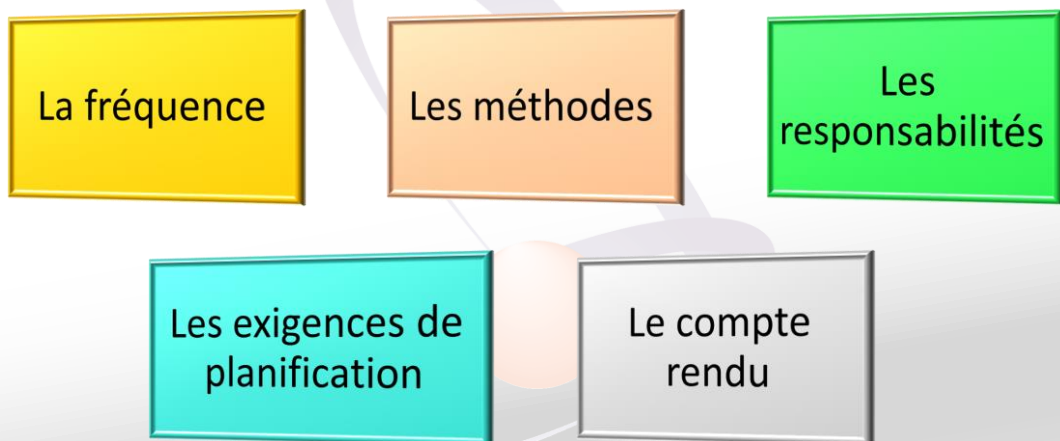 La fréquence
Les méthodes
Les
responsabilités
Les exigences de
planification
Le compte
rendu